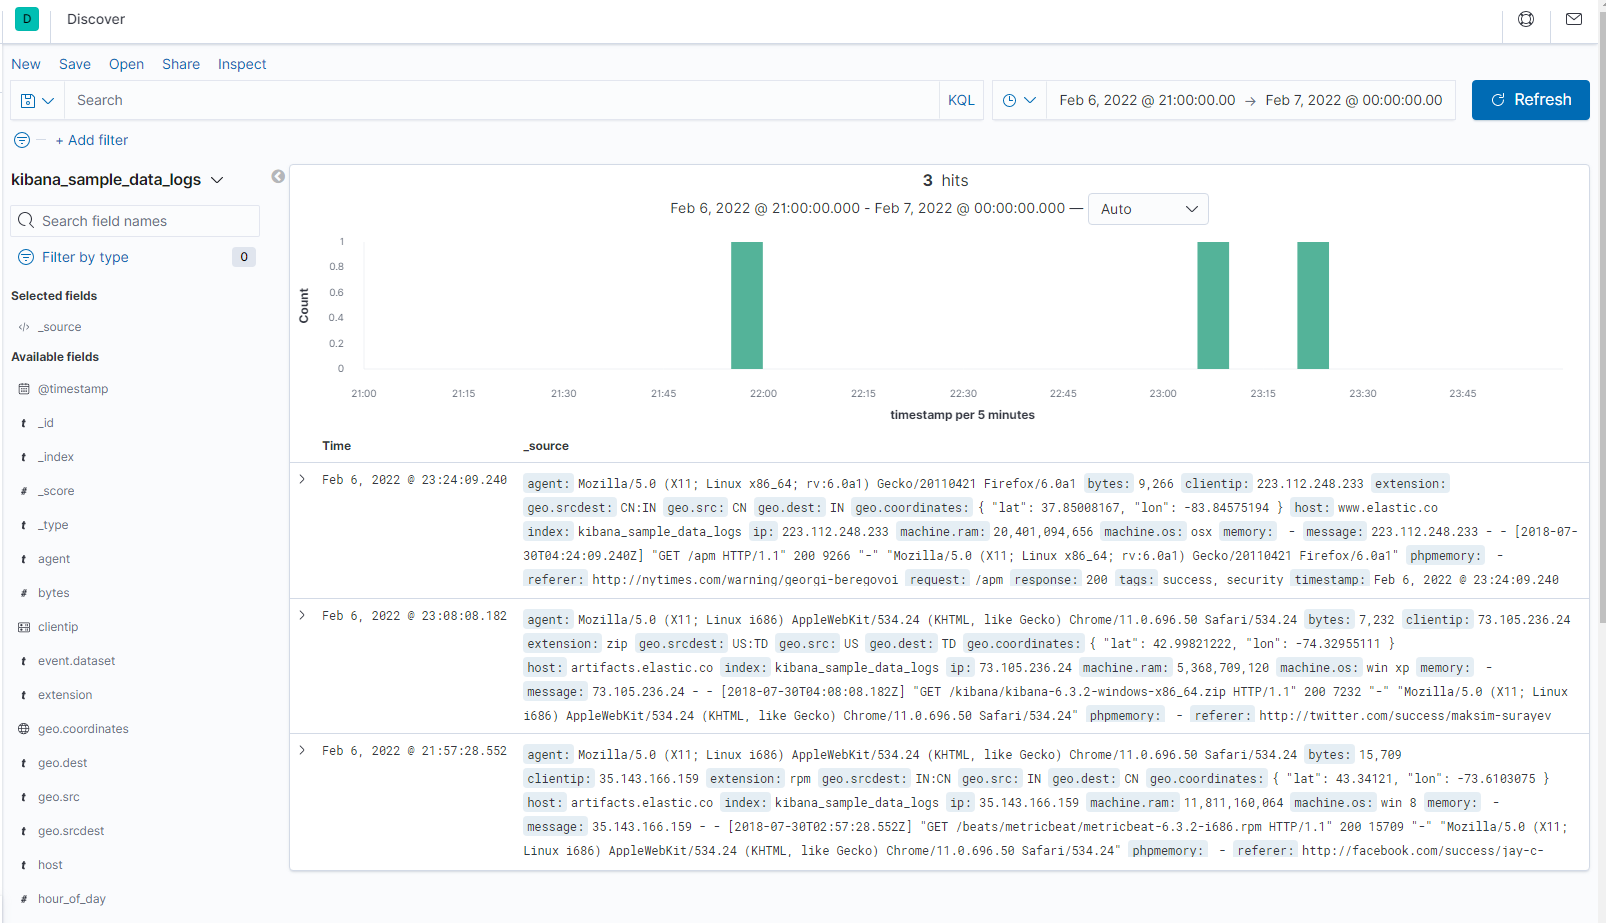 D Discover
New Save Open Share Inspect
Search KQL Feb 6, 2022 @ 21:00:00.00 → Feb 7, 2022 @ 00:00:00.00 Refresh
+ Add filter
kibana_sample_data_logs
Search field names
Filter by type 0
Selected fields
_source
Available fields
@timestamp
t _id
t _index
# _score
t _type
t agent
# bytes
clientip
t event.dataset
t extension
geo.coordinates
t geo.dest
t geo.src
t geo.srcdest
t host
# hour_of_day
3 hits
Feb 6, 2022 @ 21:00:00.000 - Feb 7, 2022 @ 00:00:00.000 — Auto
Count
1
0.8
0.6
0.4
0.2
0
21:00 21:15 21:30 21:45 22:00 22:15 22:30 22:45 23:00 23:15 23:30 23:45
timestamp per 5 minutes
Time _source
Feb 6, 2022 @ 23:24:09.240
agent: Mozilla/5.0 (X11; Linux x86_64; rv:6.0a1) Gecko/20110421 Firefox/6.0a1 bytes: 9,266 clientip: 223.112.248.233 extension:
geo.srcdest: CN:IN geo.src: CN geo.dest: IN geo.coordinates: { "lat": 37.85008167, "lon": -83.84575194 } host: www.elastic.co
index: kibana_sample_data_logs ip: 223.112.248.233 machine.ram: 20,401,094,656 machine.os: osx memory: - message: 223.112.248.233 - - [2018-07-
30T04:24:09.240Z] "GET /apm HTTP/1.1" 200 9266 "-" "Mozilla/5.0 (X11; Linux x86_64; rv:6.0a1) Gecko/20110421 Firefox/6.0a1" phpmemory: -
referer: http://nytimes.com/warning/georgi-beregovoi request: /apm response: 200 tags: success, security timestamp: Feb 6, 2022 @ 23:24:09.240
Feb 6, 2022 @ 23:08:08.182
agent: Mozilla/5.0 (X11; Linux i686) AppleWebKit/534.24 (KHTML, like Gecko) Chrome/11.0.696.50 Safari/534.24 bytes: 7,232 clientip: 73.105.236.24
extension: zip geo.srcdest: US:TD geo.src: US geo.dest: TD geo.coordinates: { "lat": 42.99821222, "lon": -74.32955111 }
host: artifacts.elastic.co index: kibana_sample_data_logs ip: 73.105.236.24 machine.ram: 5,368,709,120 machine.os: win xp memory: -
message: 73.105.236.24 - - [2018-07-30T04:08:08.182Z] "GET /kibana/kibana-6.3.2-windows-x86_64.zip HTTP/1.1" 200 7232 "-" "Mozilla/5.0 (X11; Linux
i686) AppleWebKit/534.24 (KHTML, like Gecko) Chrome/11.0.696.50 Safari/534.24" phpmemory: - referer: http://twitter.com/success/maksim-surayev
Feb 6, 2022 @ 21:57:28.552
agent: Mozilla/5.0 (X11; Linux i686) AppleWebKit/534.24 (KHTML, like Gecko) Chrome/11.0.696.50 Safari/534.24 bytes: 15,709
clientip: 35.143.166.159 extension: rpm geo.srcdest: IN:CN geo.src: IN geo.dest: CN geo.coordinates: { "lat": 43.34121, "lon": -73.6103075 }
host: artifacts.elastic.co index: kibana_sample_data_logs ip: 35.143.166.159 machine.ram: 11,811,160,064 machine.os: win 8 memory: -
message: 35.143.166.159 - - [2018-07-30T02:57:28.552Z] "GET /beats/metricbeat/metricbeat-6.3.2-i686.rpm HTTP/1.1" 200 15709 "-" "Mozilla/5.0 (X11;
Linux i686) AppleWebKit/534.24 (KHTML, like Gecko) Chrome/11.0.696.50 Safari/534.24" phpmemory: - referer: http://facebook.com/success/jay-c-